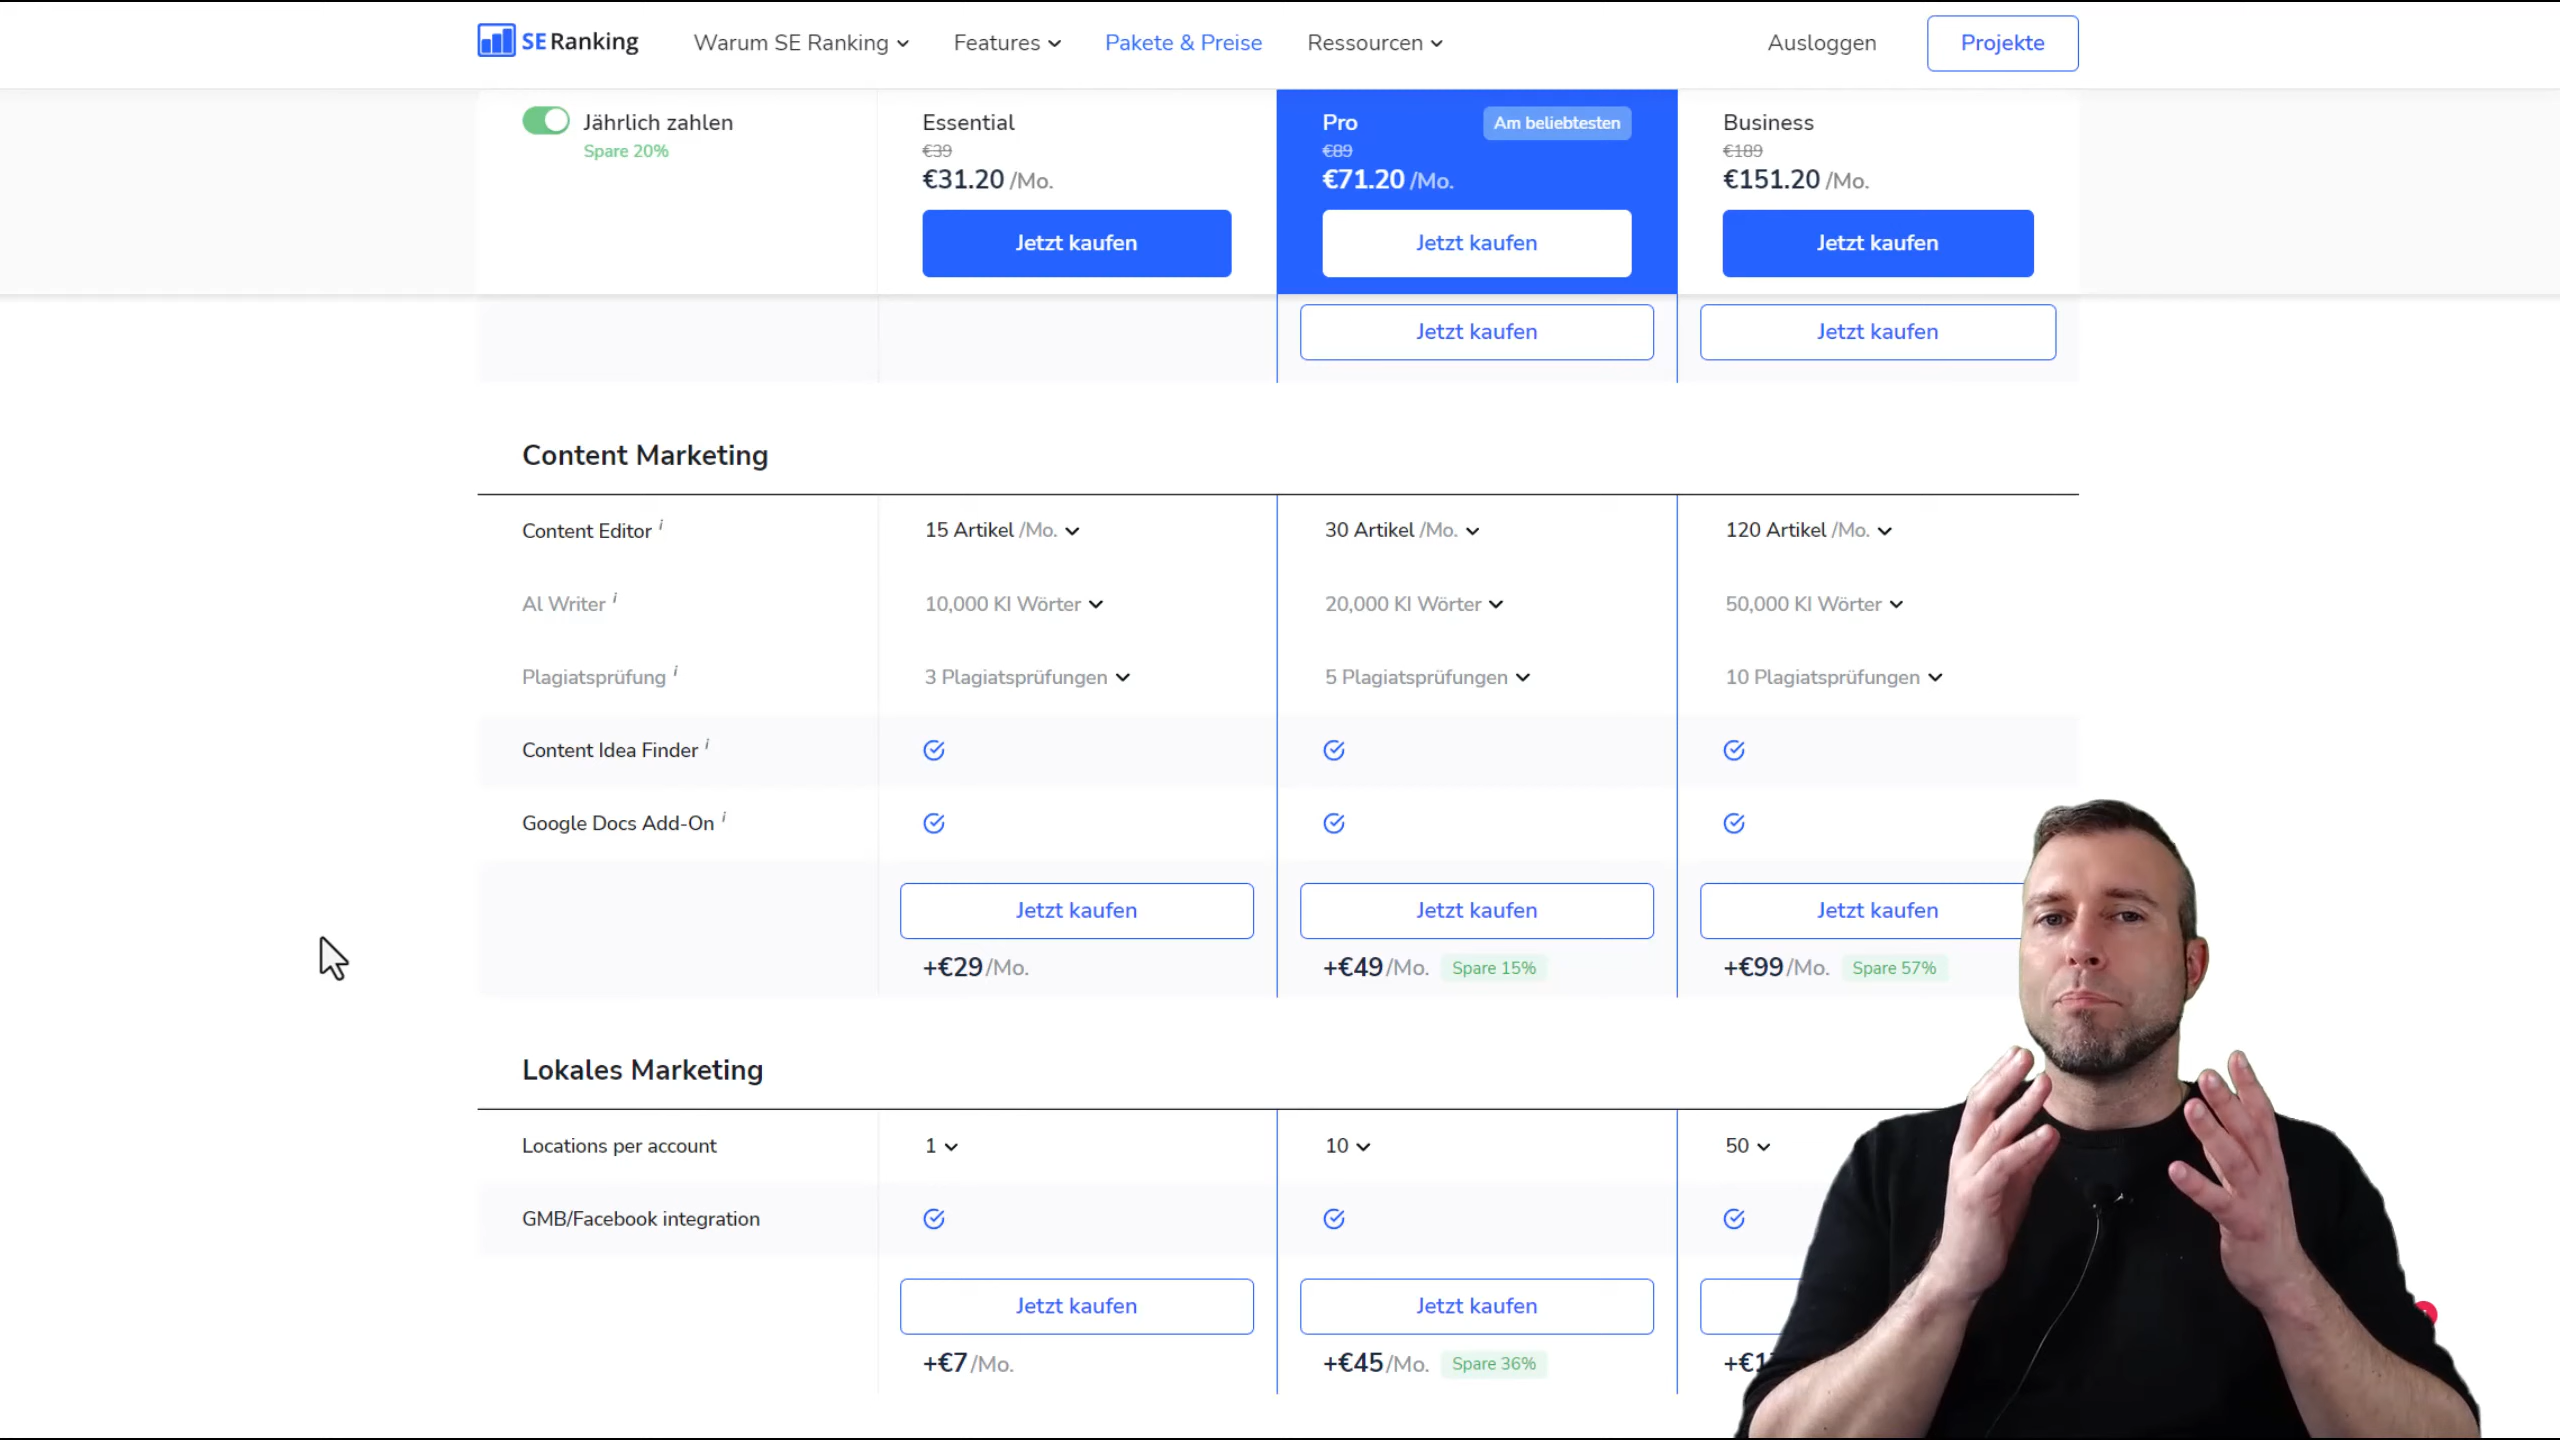 SE Ranking Warum SE Ranking Features Pakete & Preise Ressourcen Ausloggen Projekte
Jährlich zahlen
Spare 20%
Essential
€39
€31.20 /Mo.
Jetzt kaufen
Pro Am beliebtesten
€89
€71.20 /Mo.
Jetzt kaufen
Business
€189
€151.20 /Mo.
Jetzt kaufen
Jetzt kaufen Jetzt kaufen
Content Marketing
Content Editor i 15 Artikel /Mo. 30 Artikel /Mo. 120 Artikel /Mo.
AI Writer i 10,000 KI Wörter 20,000 KI Wörter 50,000 KI Wörter
Plagiatsprüfung i 3 Plagiatsprüfungen 5 Plagiatsprüfungen 10 Plagiatsprüfungen
Content Idea Finder i
Google Docs Add-On i
Jetzt kaufen Jetzt kaufen Jetzt kaufen
+€29/Mo. +€49/Mo. Spare 15% +€99/Mo. Spare 57%
Lokales Marketing
Locations per account 1 10 50
GMB/Facebook integration
Jetzt kaufen Jetzt kaufen
+€7/Mo. +€45/Mo. Spare 36%